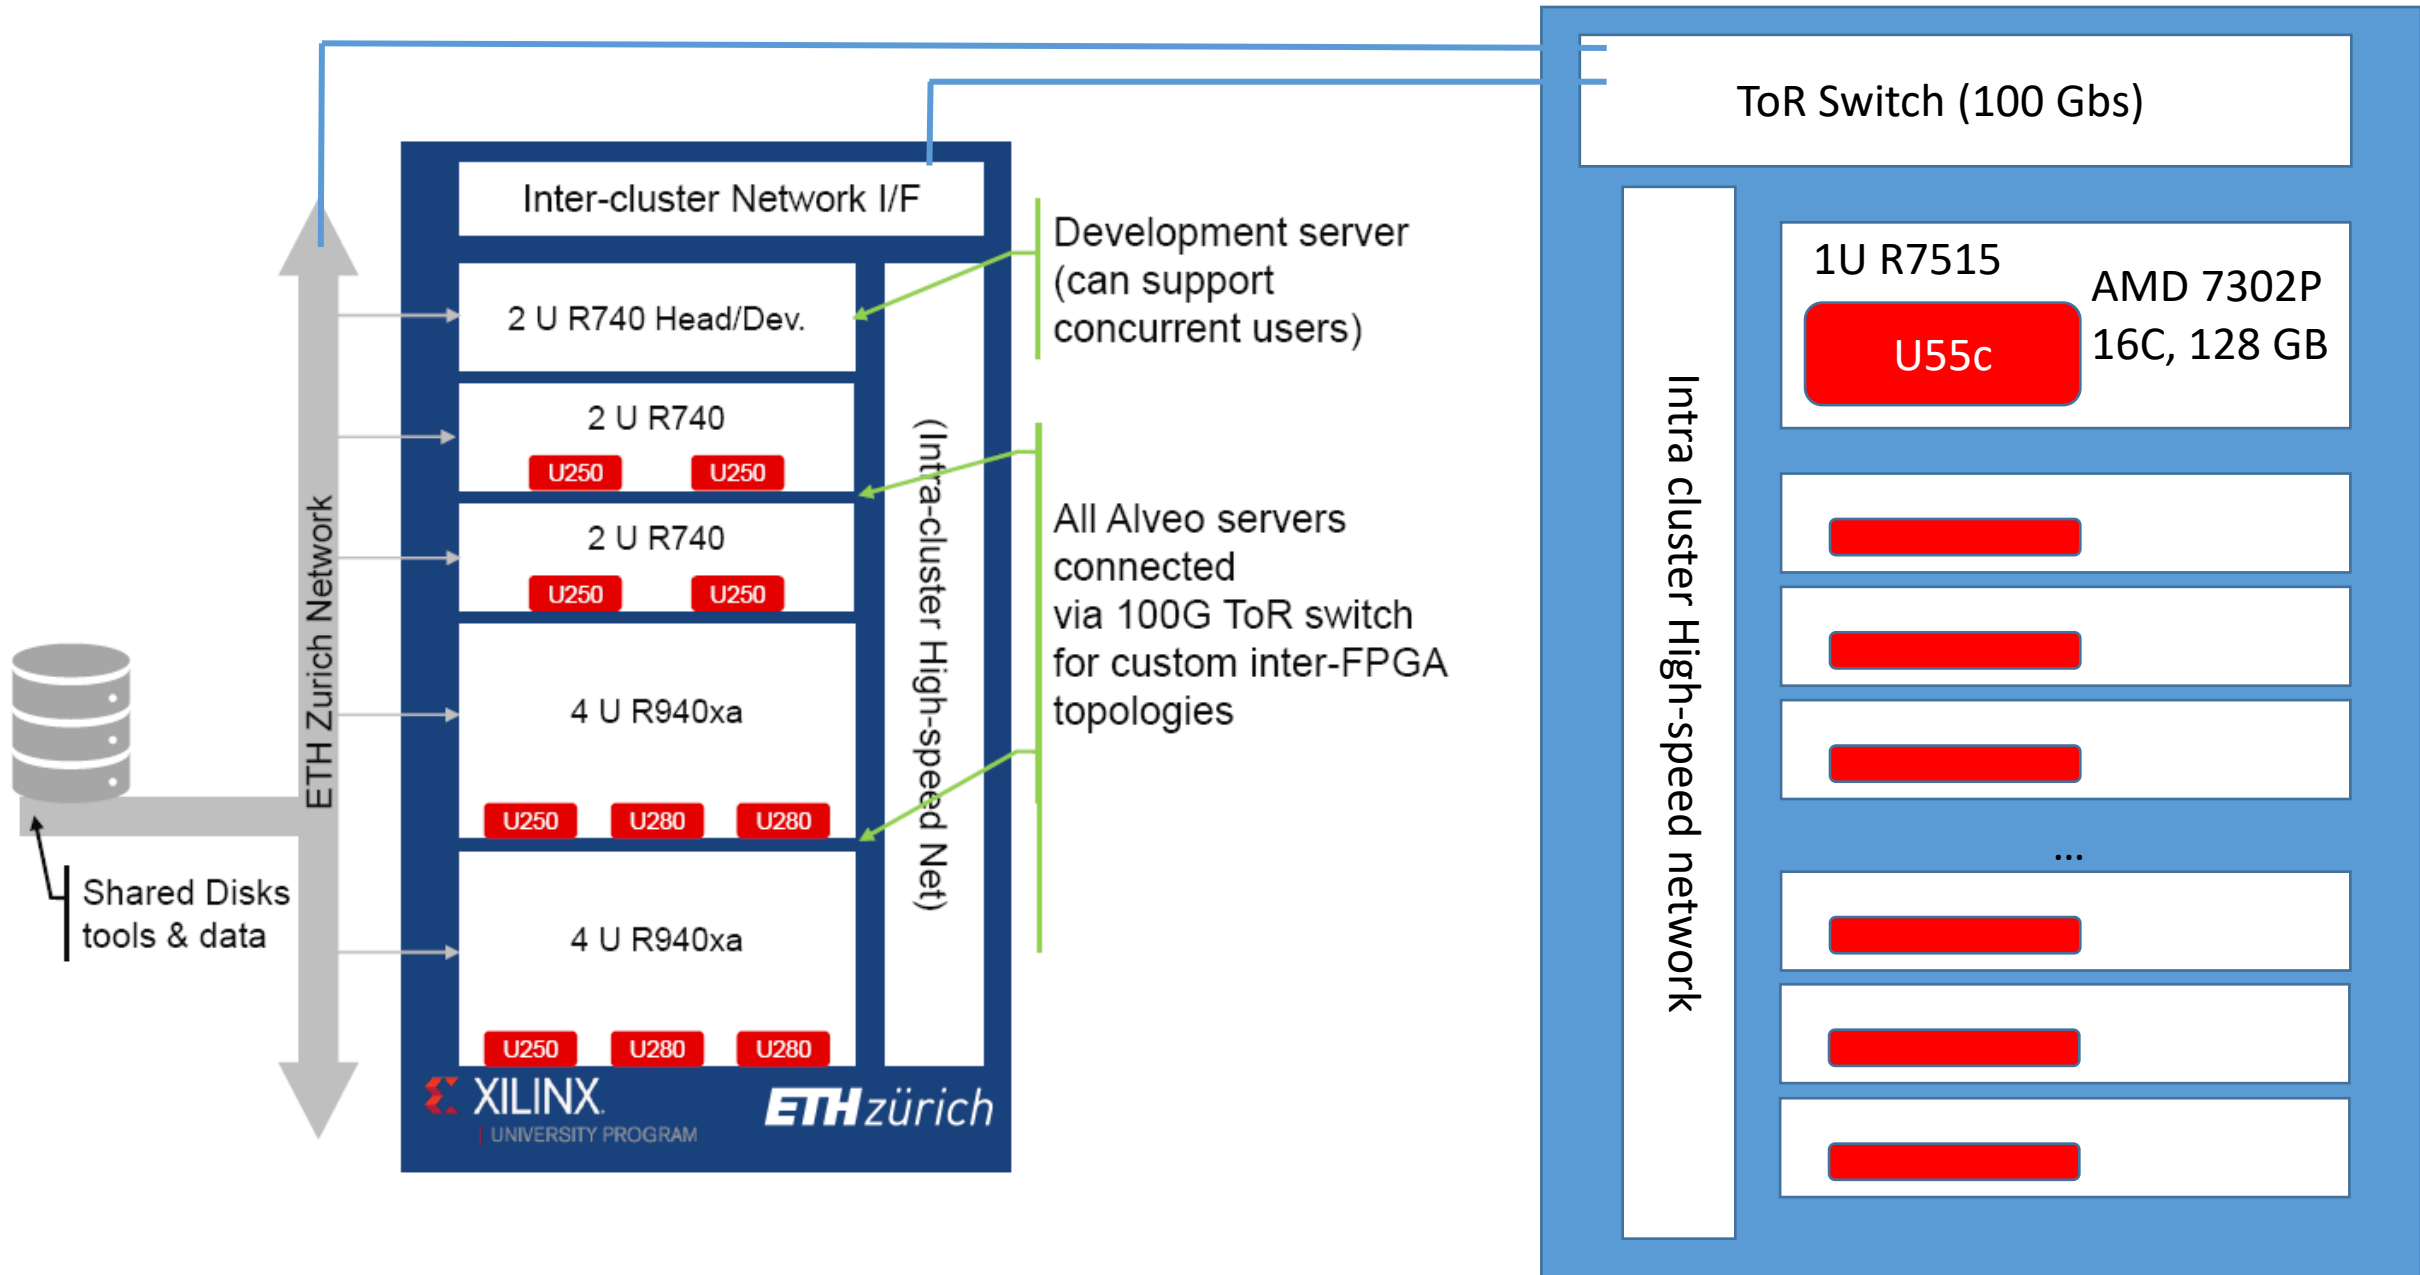 ToR Switch (100 Gbs)
Inter-cluster Network I/F
2 U R740 Head/Dev.
2 U R740
U250 U250
2 U R740
U250 U250
4 U R940xa
U250 U280 U280
4 U R940xa
U250 U280 U280
(Intra-cluster High-speed Net)
XILINX.
UNIVERSITY PROGRAM
ETH zürich
ETH Zurich Network
Shared Disks
tools & data
Development server
(can support
concurrent users)
All Alveo servers
connected
via 100G ToR switch
for custom inter-FPGA
topologies
Intra cluster High-speed network
1U R7515
U55c
AMD 7302P
16C, 128 GB
...